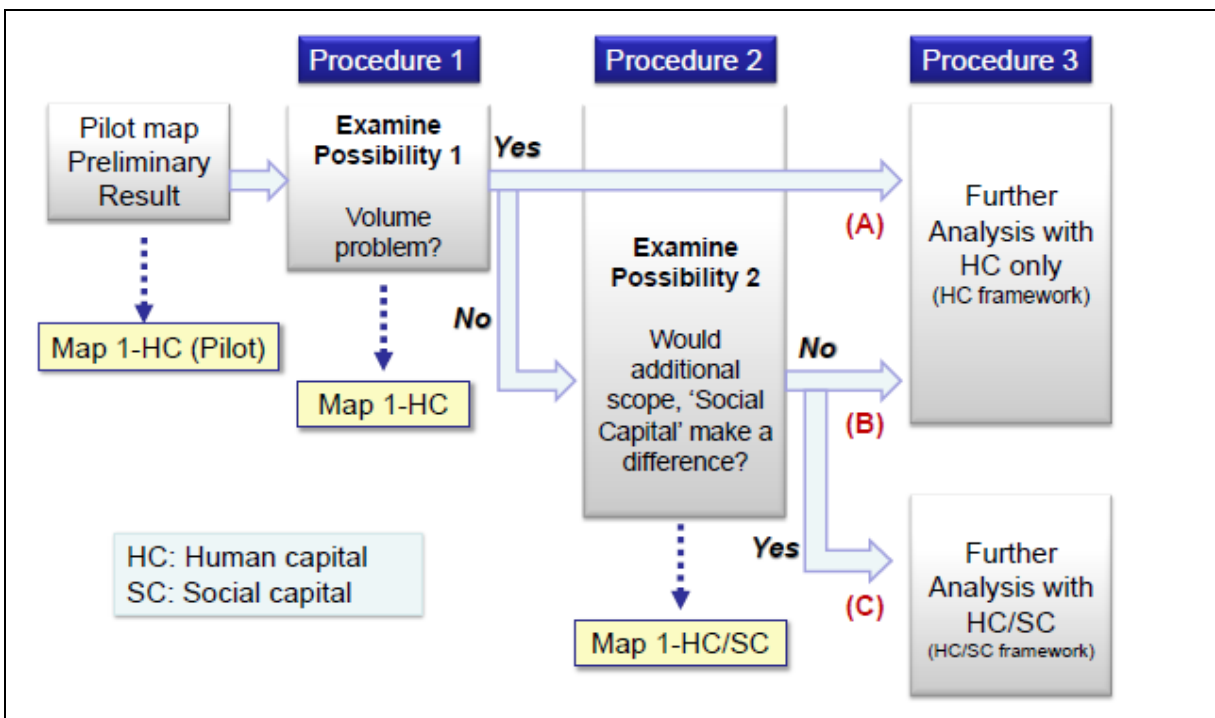 Procedure 1
Procedure 2
Procedure 3
Pilot map
Preliminary
Result
Examine
Possibility 1
Volume
problem?
Yes
No
(A)
Further
Analysis with
HC only
(HC framework)
Examine
Possibility 2
Would
additional
scope, ‘Social
Capital’ make a
difference?
No
(B)
Yes
(C)
Further
Analysis with
HC/SC
(HC/SC framework)
Map 1-HC (Pilot)
Map 1-HC
Map 1-HC/SC
HC: Human capital
SC: Social capital